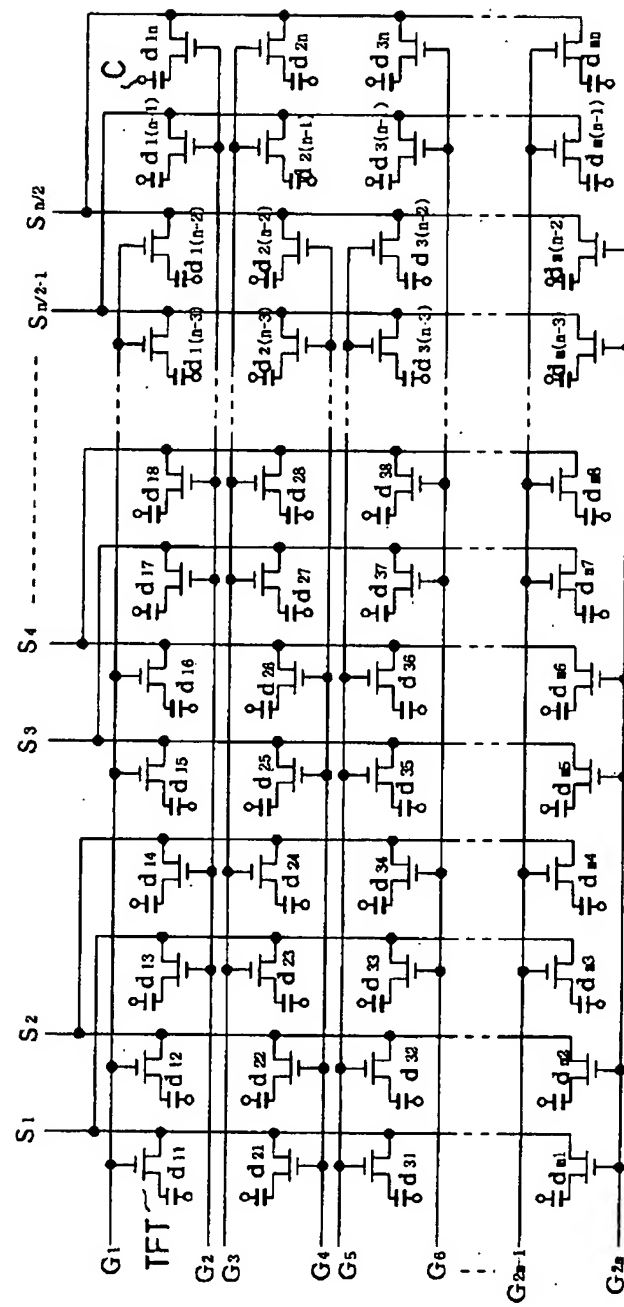 S1 S2 S3 S4 Sn/2-1 Sn/2
C
G1 d11 d12 d13 d14 d15 d16 d17 d18 d1(n-3) d1(n-2) d1(n-1) d1n
TFT
G2
G3
d21 d22 d23 d24 d25 d26 d27 d28 d2(n-3) d2(n-2) d2(n-1) d2n
G4
G5
d31 d32 d33 d34 d35 d36 d37 d38 d3(n-3) d3(n-2) d3(n-1) d3n
G6
G2m-1
dm1 dm2 dm3 dm4 dm5 dm6 dm7 dm8 dm(n-3) dm(n-2) dm(n-1) dmn
G2m